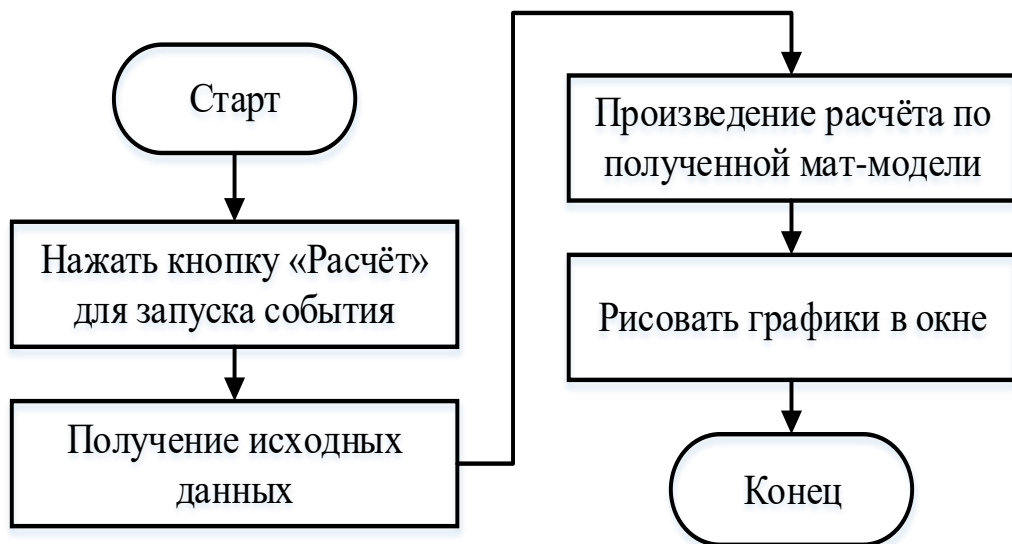 Старт
Нажать кнопку «Расчёт»
для запуска события
Получение исходных
данных
Произведение расчёта по
полученной мат-модели
Рисовать графики в окне
Конец